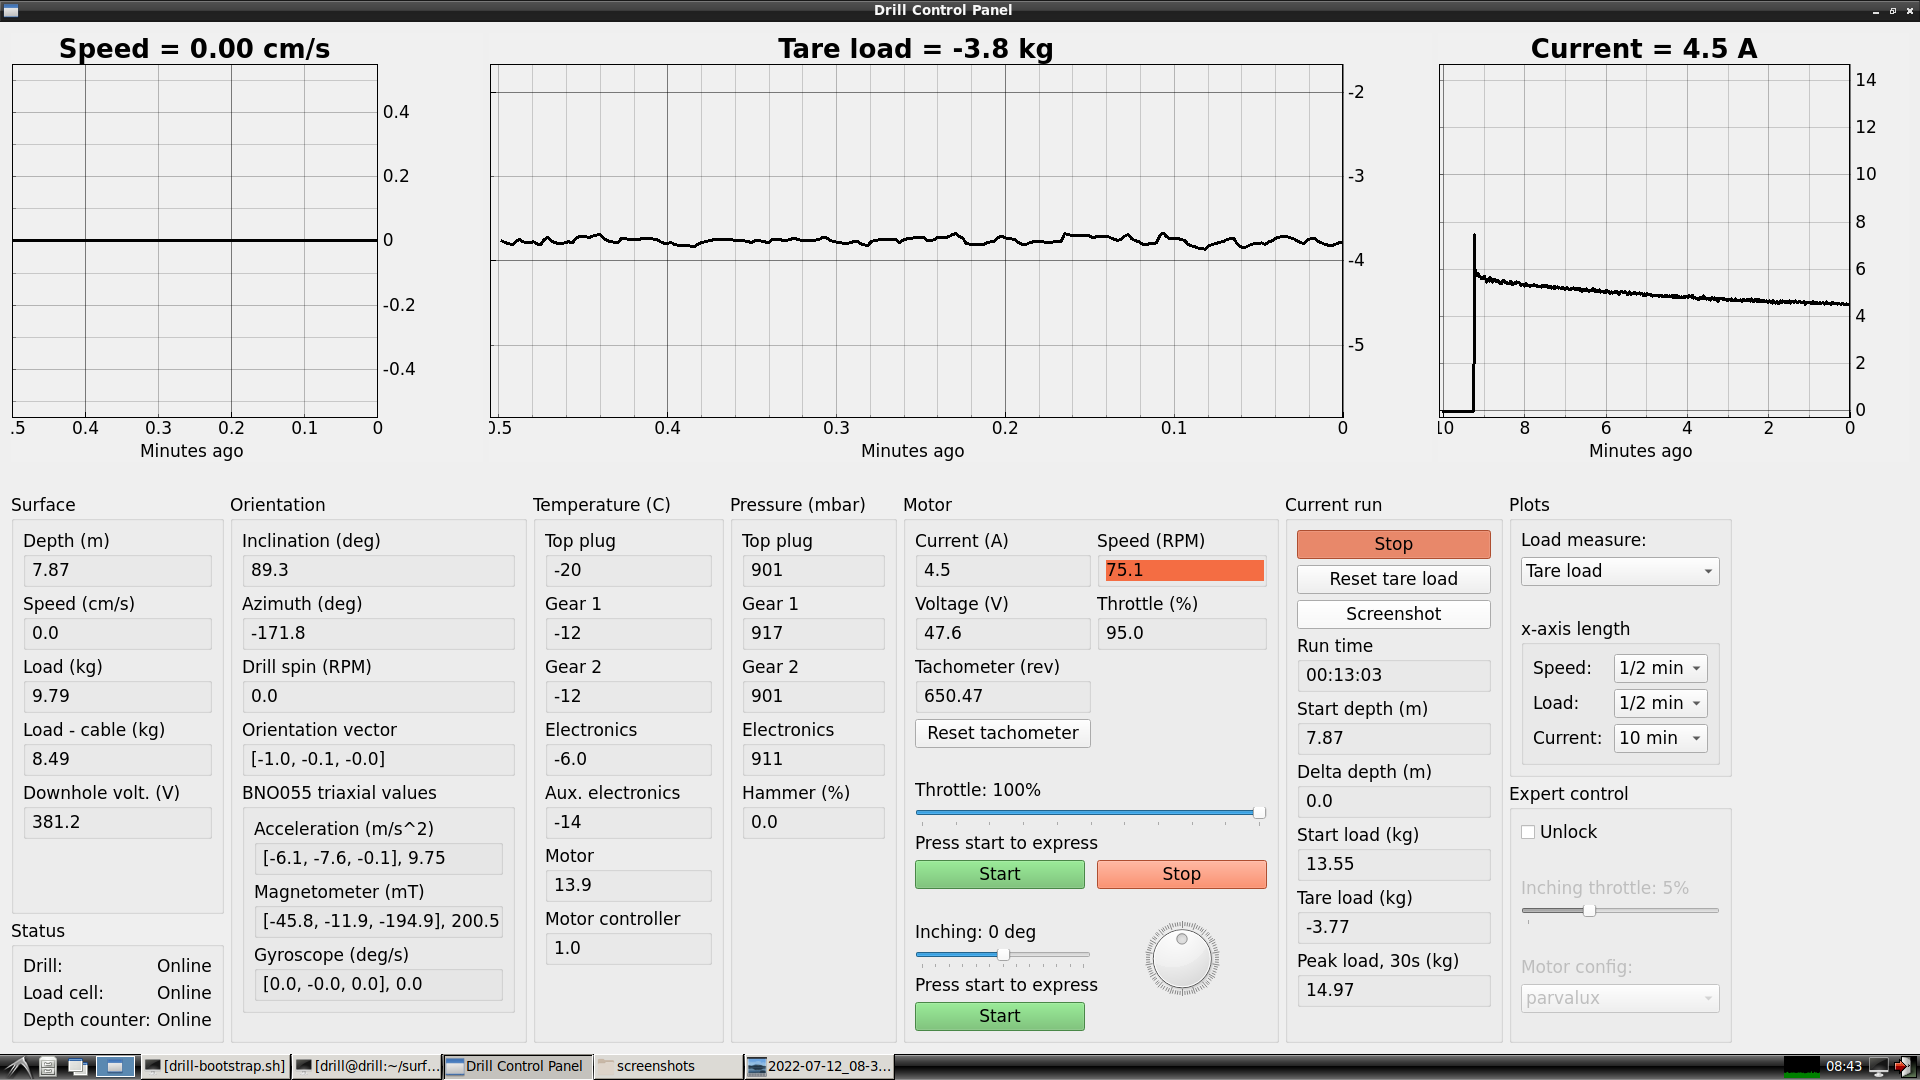 Drill Control Panel
Speed = 0.00 cm/s
0.4
0.2
0
-0.2
-0.4
.5 0.4 0.3 0.2 0.1 0
Minutes ago
Tare load = -3.8 kg
-2
-3
-4
-5
0.5 0.4 0.3 0.2 0.1 0
Minutes ago
Current = 4.5 A
14
12
10
8
6
4
2
0
10 8 6 4 2 0
Minutes ago
Surface
Depth (m)
7.87
Speed (cm/s)
0.0
Load (kg)
9.79
Load - cable (kg)
8.49
Downhole volt. (V)
381.2
Status
Drill: Online
Load cell: Online
Depth counter: Online
Orientation
Inclination (deg)
89.3
Azimuth (deg)
-171.8
Drill spin (RPM)
0.0
Orientation vector
[-1.0, -0.1, -0.0]
BNO055 triaxial values
Acceleration (m/s^2)
[-6.1, -7.6, -0.1], 9.75
Magnetometer (mT)
[-45.8, -11.9, -194.9], 200.5
Gyroscope (deg/s)
[0.0, -0.0, 0.0], 0.0
Temperature (C)
Top plug
-20
Gear 1
-12
Gear 2
-12
Electronics
-6.0
Aux. electronics
-14
Motor
13.9
Motor controller
1.0
Pressure (mbar)
Top plug
901
Gear 1
917
Gear 2
901
Electronics
911
Hammer (%)
0.0
Motor
Current (A) Speed (RPM)
4.5 75.1
Voltage (V) Throttle (%)
47.6 95.0
Tachometer (rev)
650.47
Reset tachometer
Throttle: 100%
Press start to express
Start Stop
Inching: 0 deg
Press start to express
Start
Current run
Stop
Reset tare load
Screenshot
Run time
00:13:03
Start depth (m)
7.87
Delta depth (m)
0.0
Start load (kg)
13.55
Tare load (kg)
-3.77
Peak load, 30s (kg)
14.97
Plots
Load measure:
Tare load
x-axis length
Speed: 1/2 min
Load: 1/2 min
Current: 10 min
Expert control
Unlock
Inching throttle: 5%
Motor config:
parvalux
[drill-bootstrap.sh] [drill@drill:~/surf... Drill Control Panel screenshots 2022-07-12_08-3... 08:43